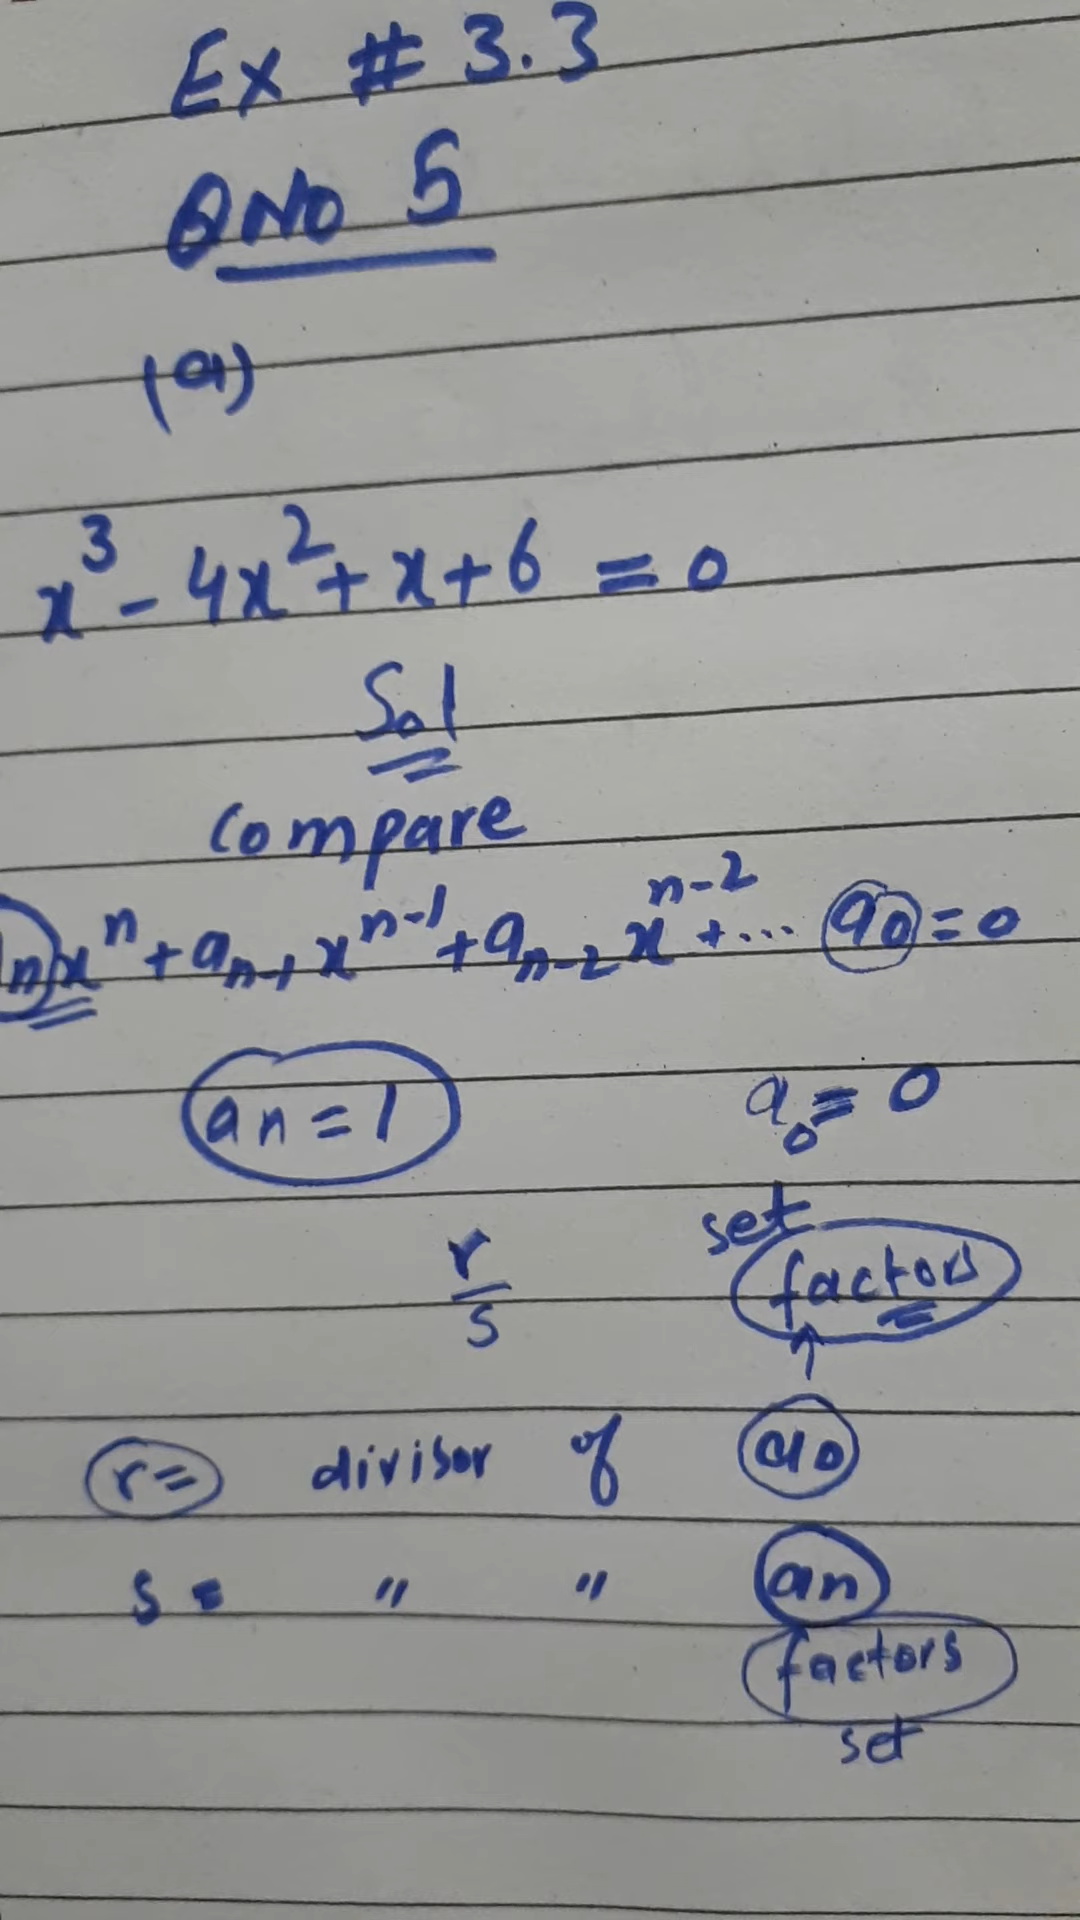 Ex # 3.3
Q No 5
(a)
x³ - 4x² + x + 6 = 0
Sol
Compare
nxⁿ + aₙ₋₁ xⁿ⁻¹ + aₙ₋₂ xⁿ⁻² + ... a₀ = 0
an = 1 a₀ = 0
set
r/s factors
r = divisor of a₀
s = " " an
factors
set